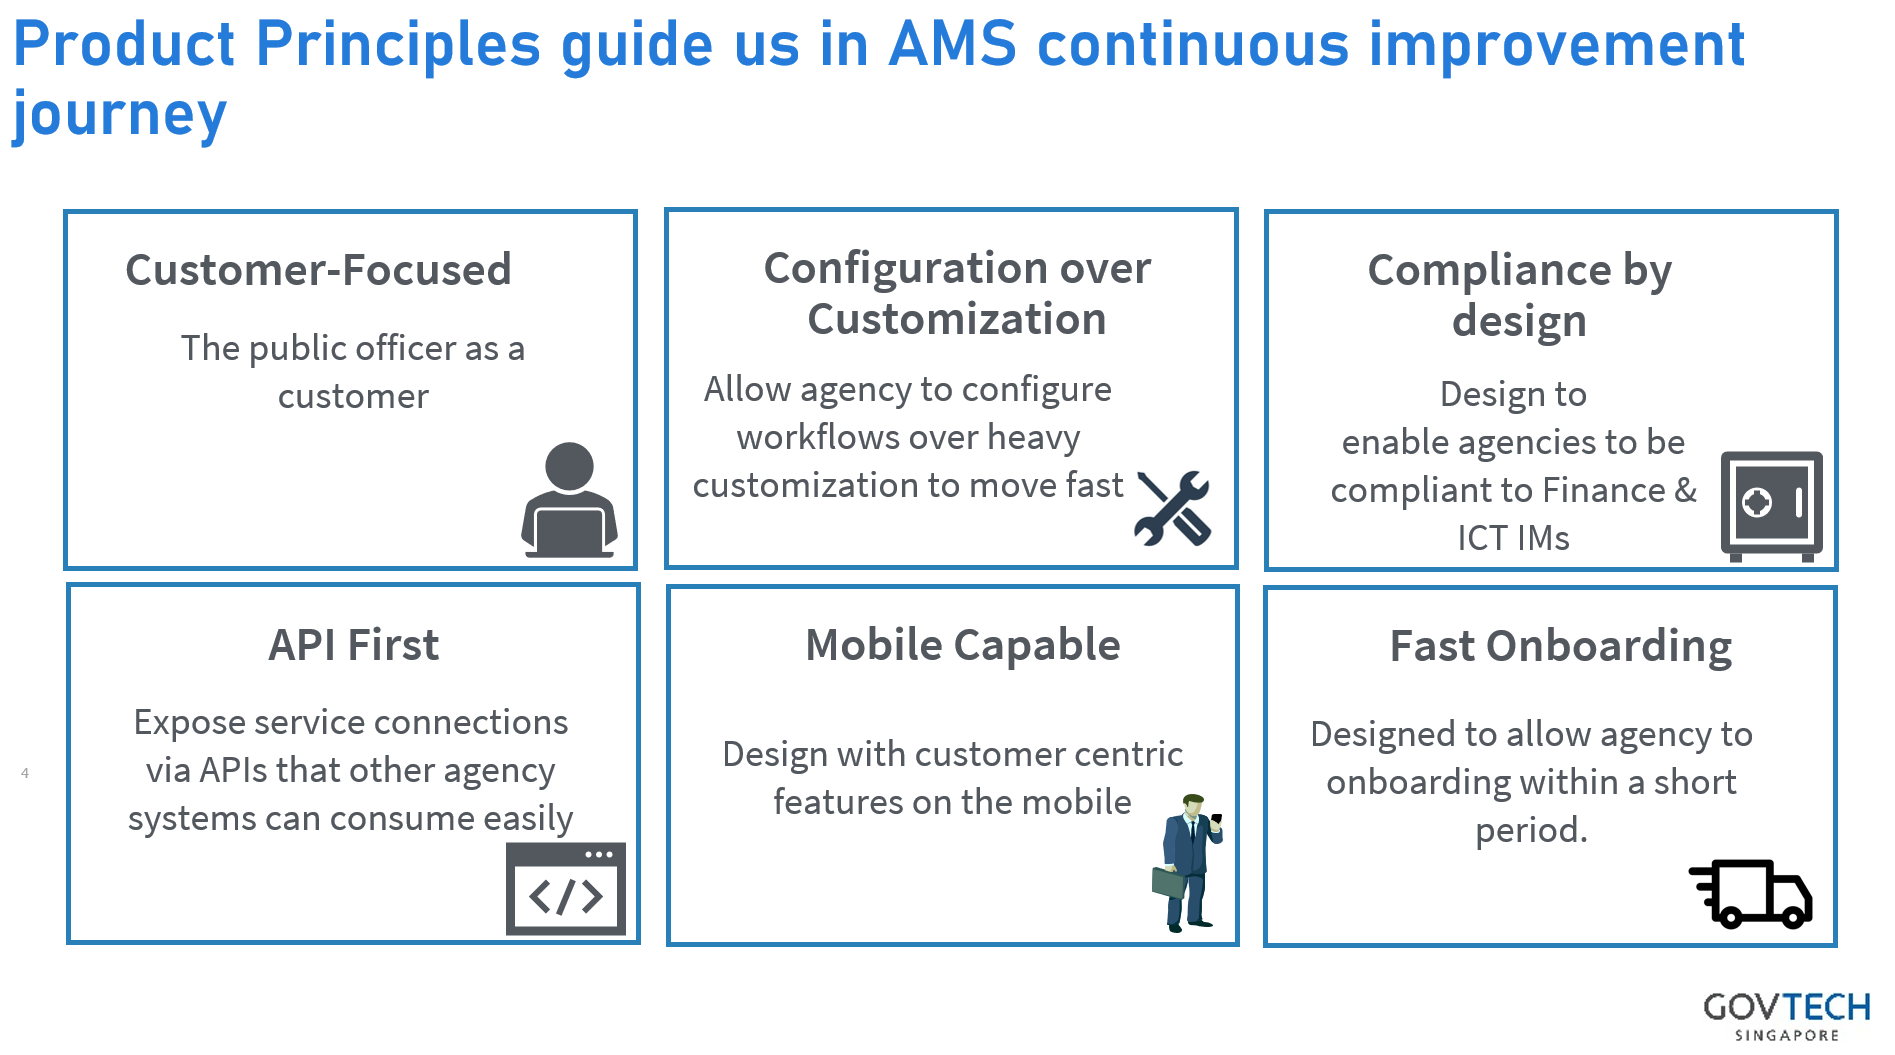 Product Principles guide us in AMS continuous improvement
journey
Customer-Focused
The public officer as a
customer
Configuration over
Customization
Allow agency to configure
workflows over heavy
customization to move fast
Compliance by
design
Design to
enable agencies to be
compliant to Finance &
ICT IMs
API First
Expose service connections
via APIs that other agency
systems can consume easily
</>
Mobile Capable
Design with customer centric
features on the mobile
Fast Onboarding
Designed to allow agency to
onboarding within a short
period.
4
GOVTECH
SINGAPORE